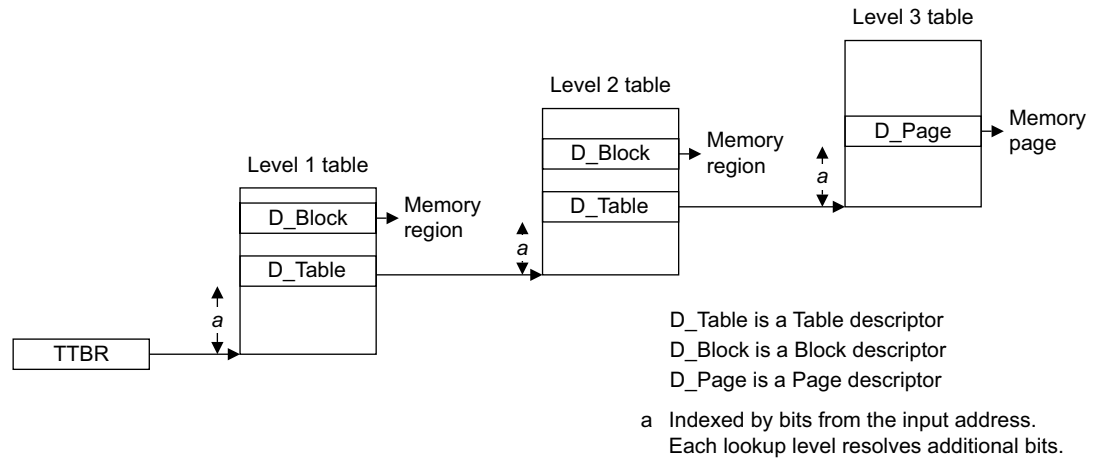 Level 3 table
Level 2 table
D_Page
Memory
page
D_Block
Memory
region
a
Level 1 table
D_Table
D_Block
Memory
region
a
D_Table
a
TTBR
D_Table is a Table descriptor
D_Block is a Block descriptor
D_Page is a Page descriptor
a Indexed by bits from the input address.
Each lookup level resolves additional bits.